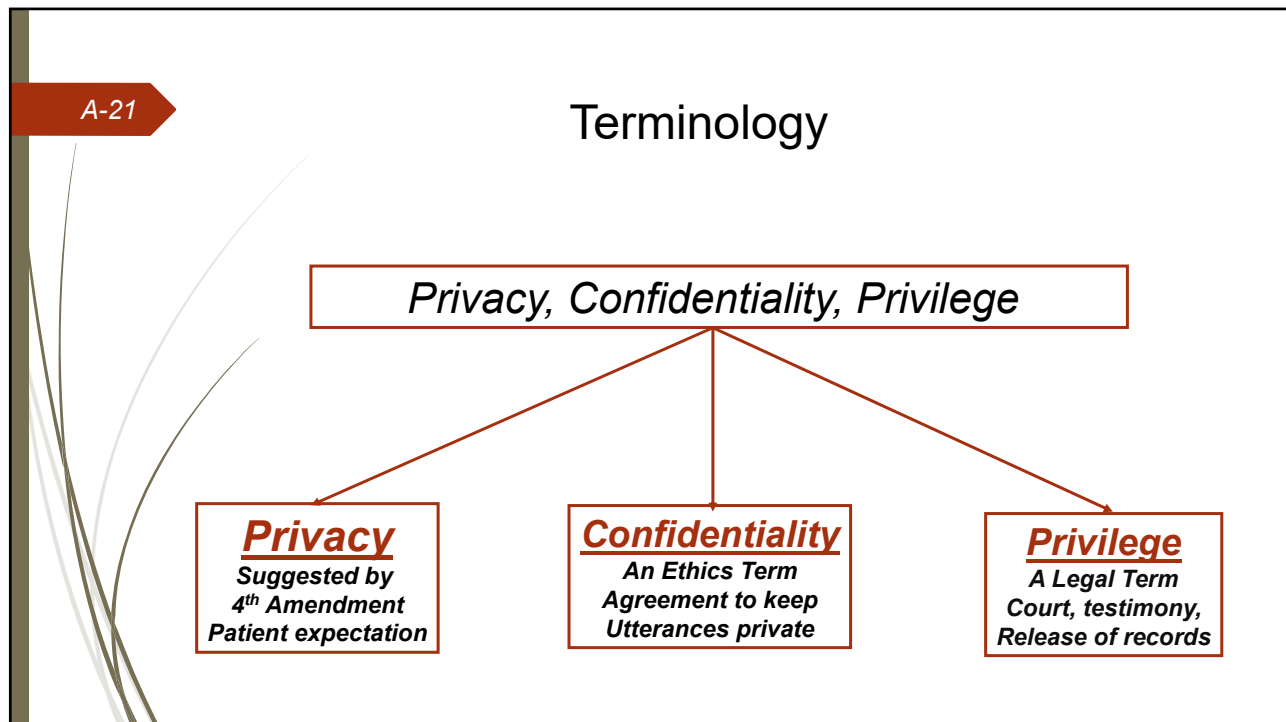 A-21
Terminology
Privacy, Confidentiality, Privilege
Privacy
Suggested by
4th Amendment
Patient expectation
Confidentiality
An Ethics Term
Agreement to keep
Utterances private
Privilege
A Legal Term
Court, testimony,
Release of records